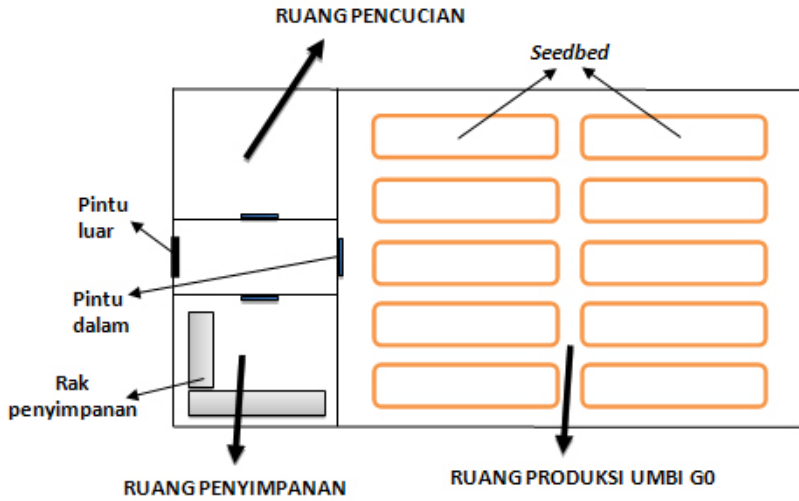 RUANG PENCUCIAN
Seedbed
Pintu
luar
Pintu
dalam
Rak
penyimpanan
RUANG PENYIMPANAN
RUANG PRODUKSI UMBI G0